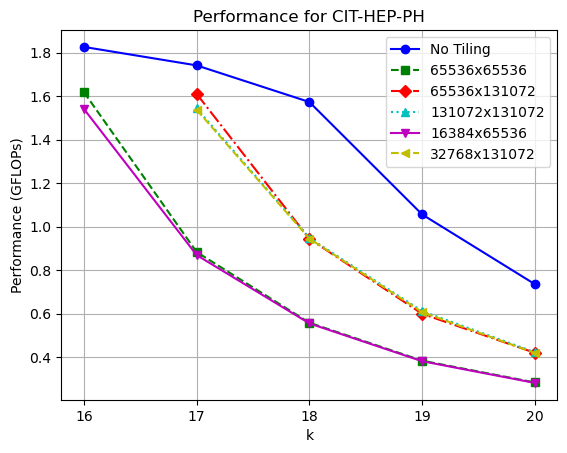 Performance for CIT-HEP-PH
Performance (GFLOPs)
1.8
1.6
1.4
1.2
1.0
0.8
0.6
0.4
No Tiling
65536x65536
65536x131072
131072x131072
16384x65536
32768x131072
16 17 18 19 20
k